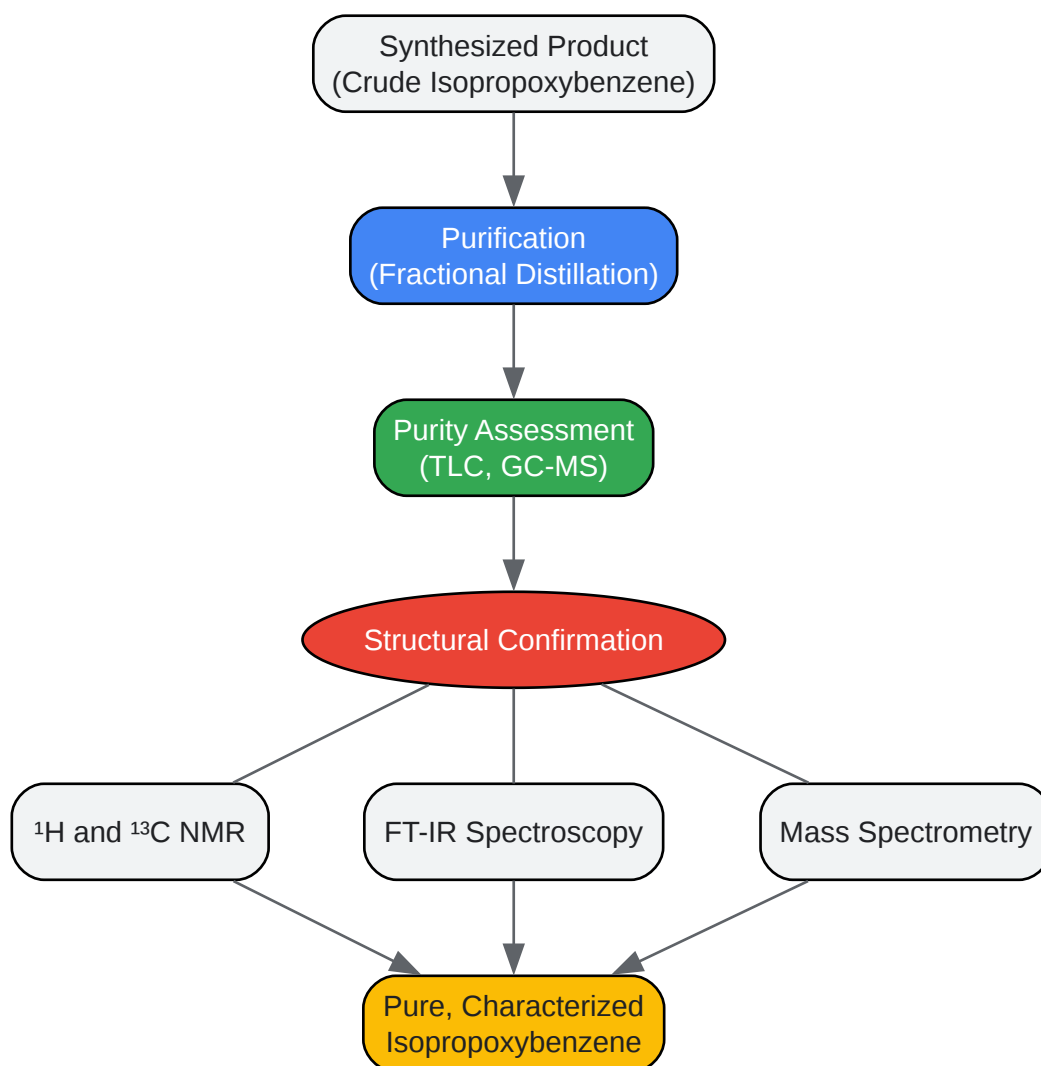 Synthesized Product
(Crude Isopropoxybenzene)
Purification
(Fractional Distillation)
Purity Assessment
(TLC, GC-MS)
Structural Confirmation
¹H and ¹³C NMR
FT-IR Spectroscopy
Mass Spectrometry
Pure, Characterized
Isopropoxybenzene